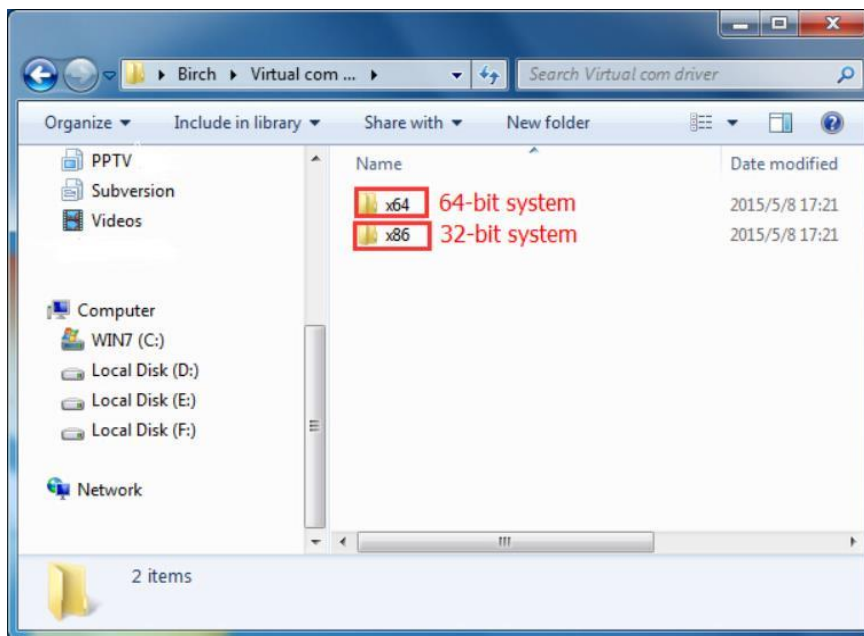 Birch Virtual com ... Search Virtual com driver
Organize Include in library Share with New folder
PPTV
Subversion
Videos
Computer
WIN7 (C:)
Local Disk (D:)
Local Disk (E:)
Local Disk (F:)
Network
Name Date modified
x64 64-bit system 2015/5/8 17:21
x86 32-bit system 2015/5/8 17:21
2 items